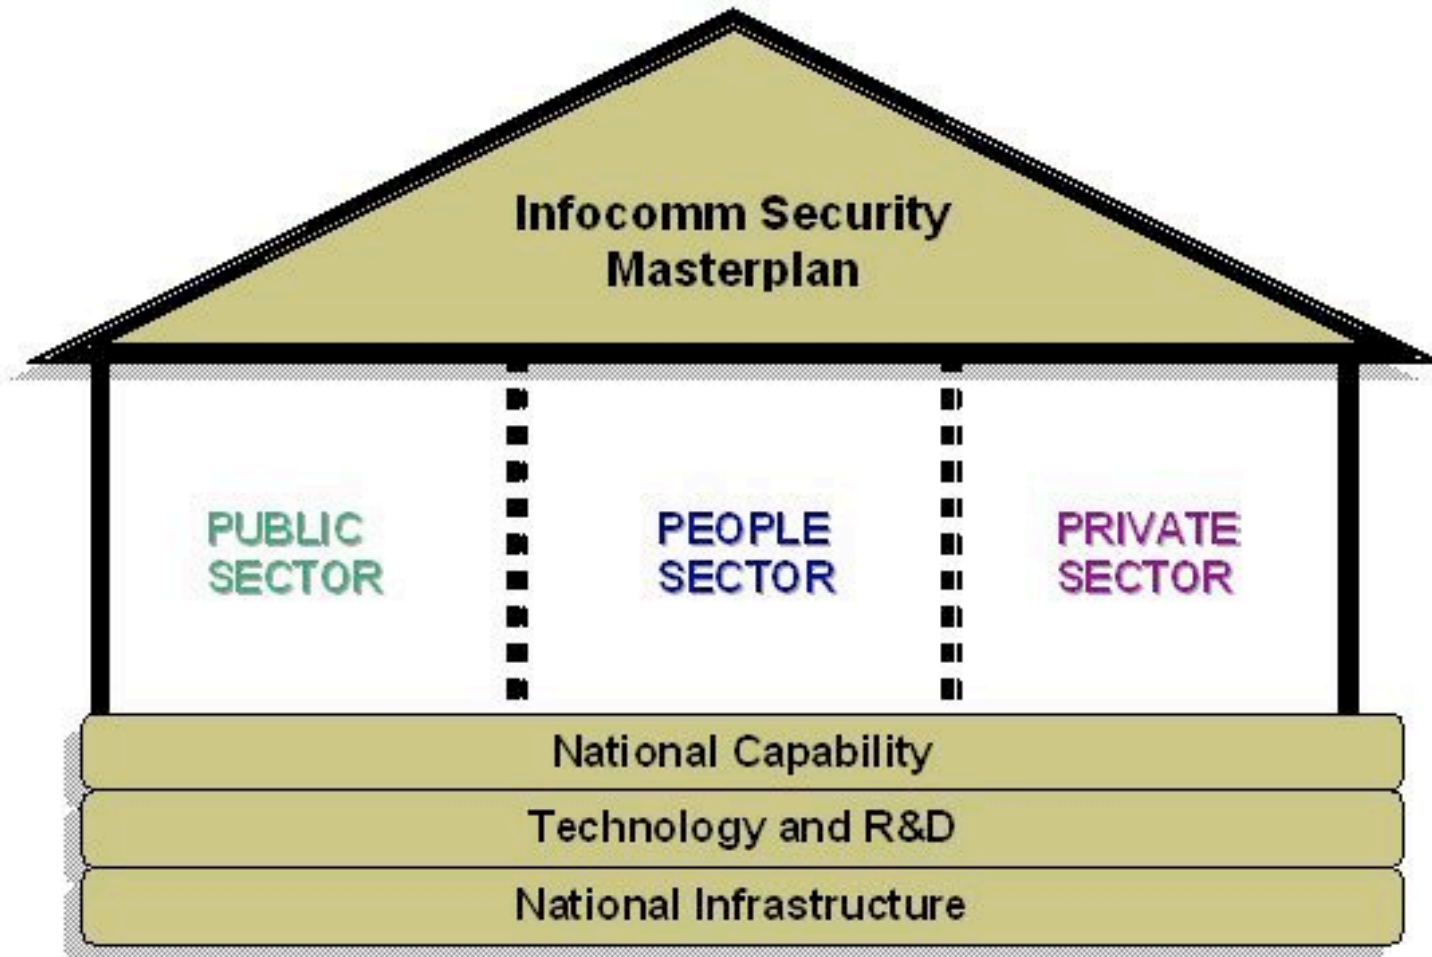 Infocomm Security
Masterplan
PUBLIC
SECTOR
PEOPLE
SECTOR
PRIVATE
SECTOR
National Capability
Technology and R&D
National Infrastructure